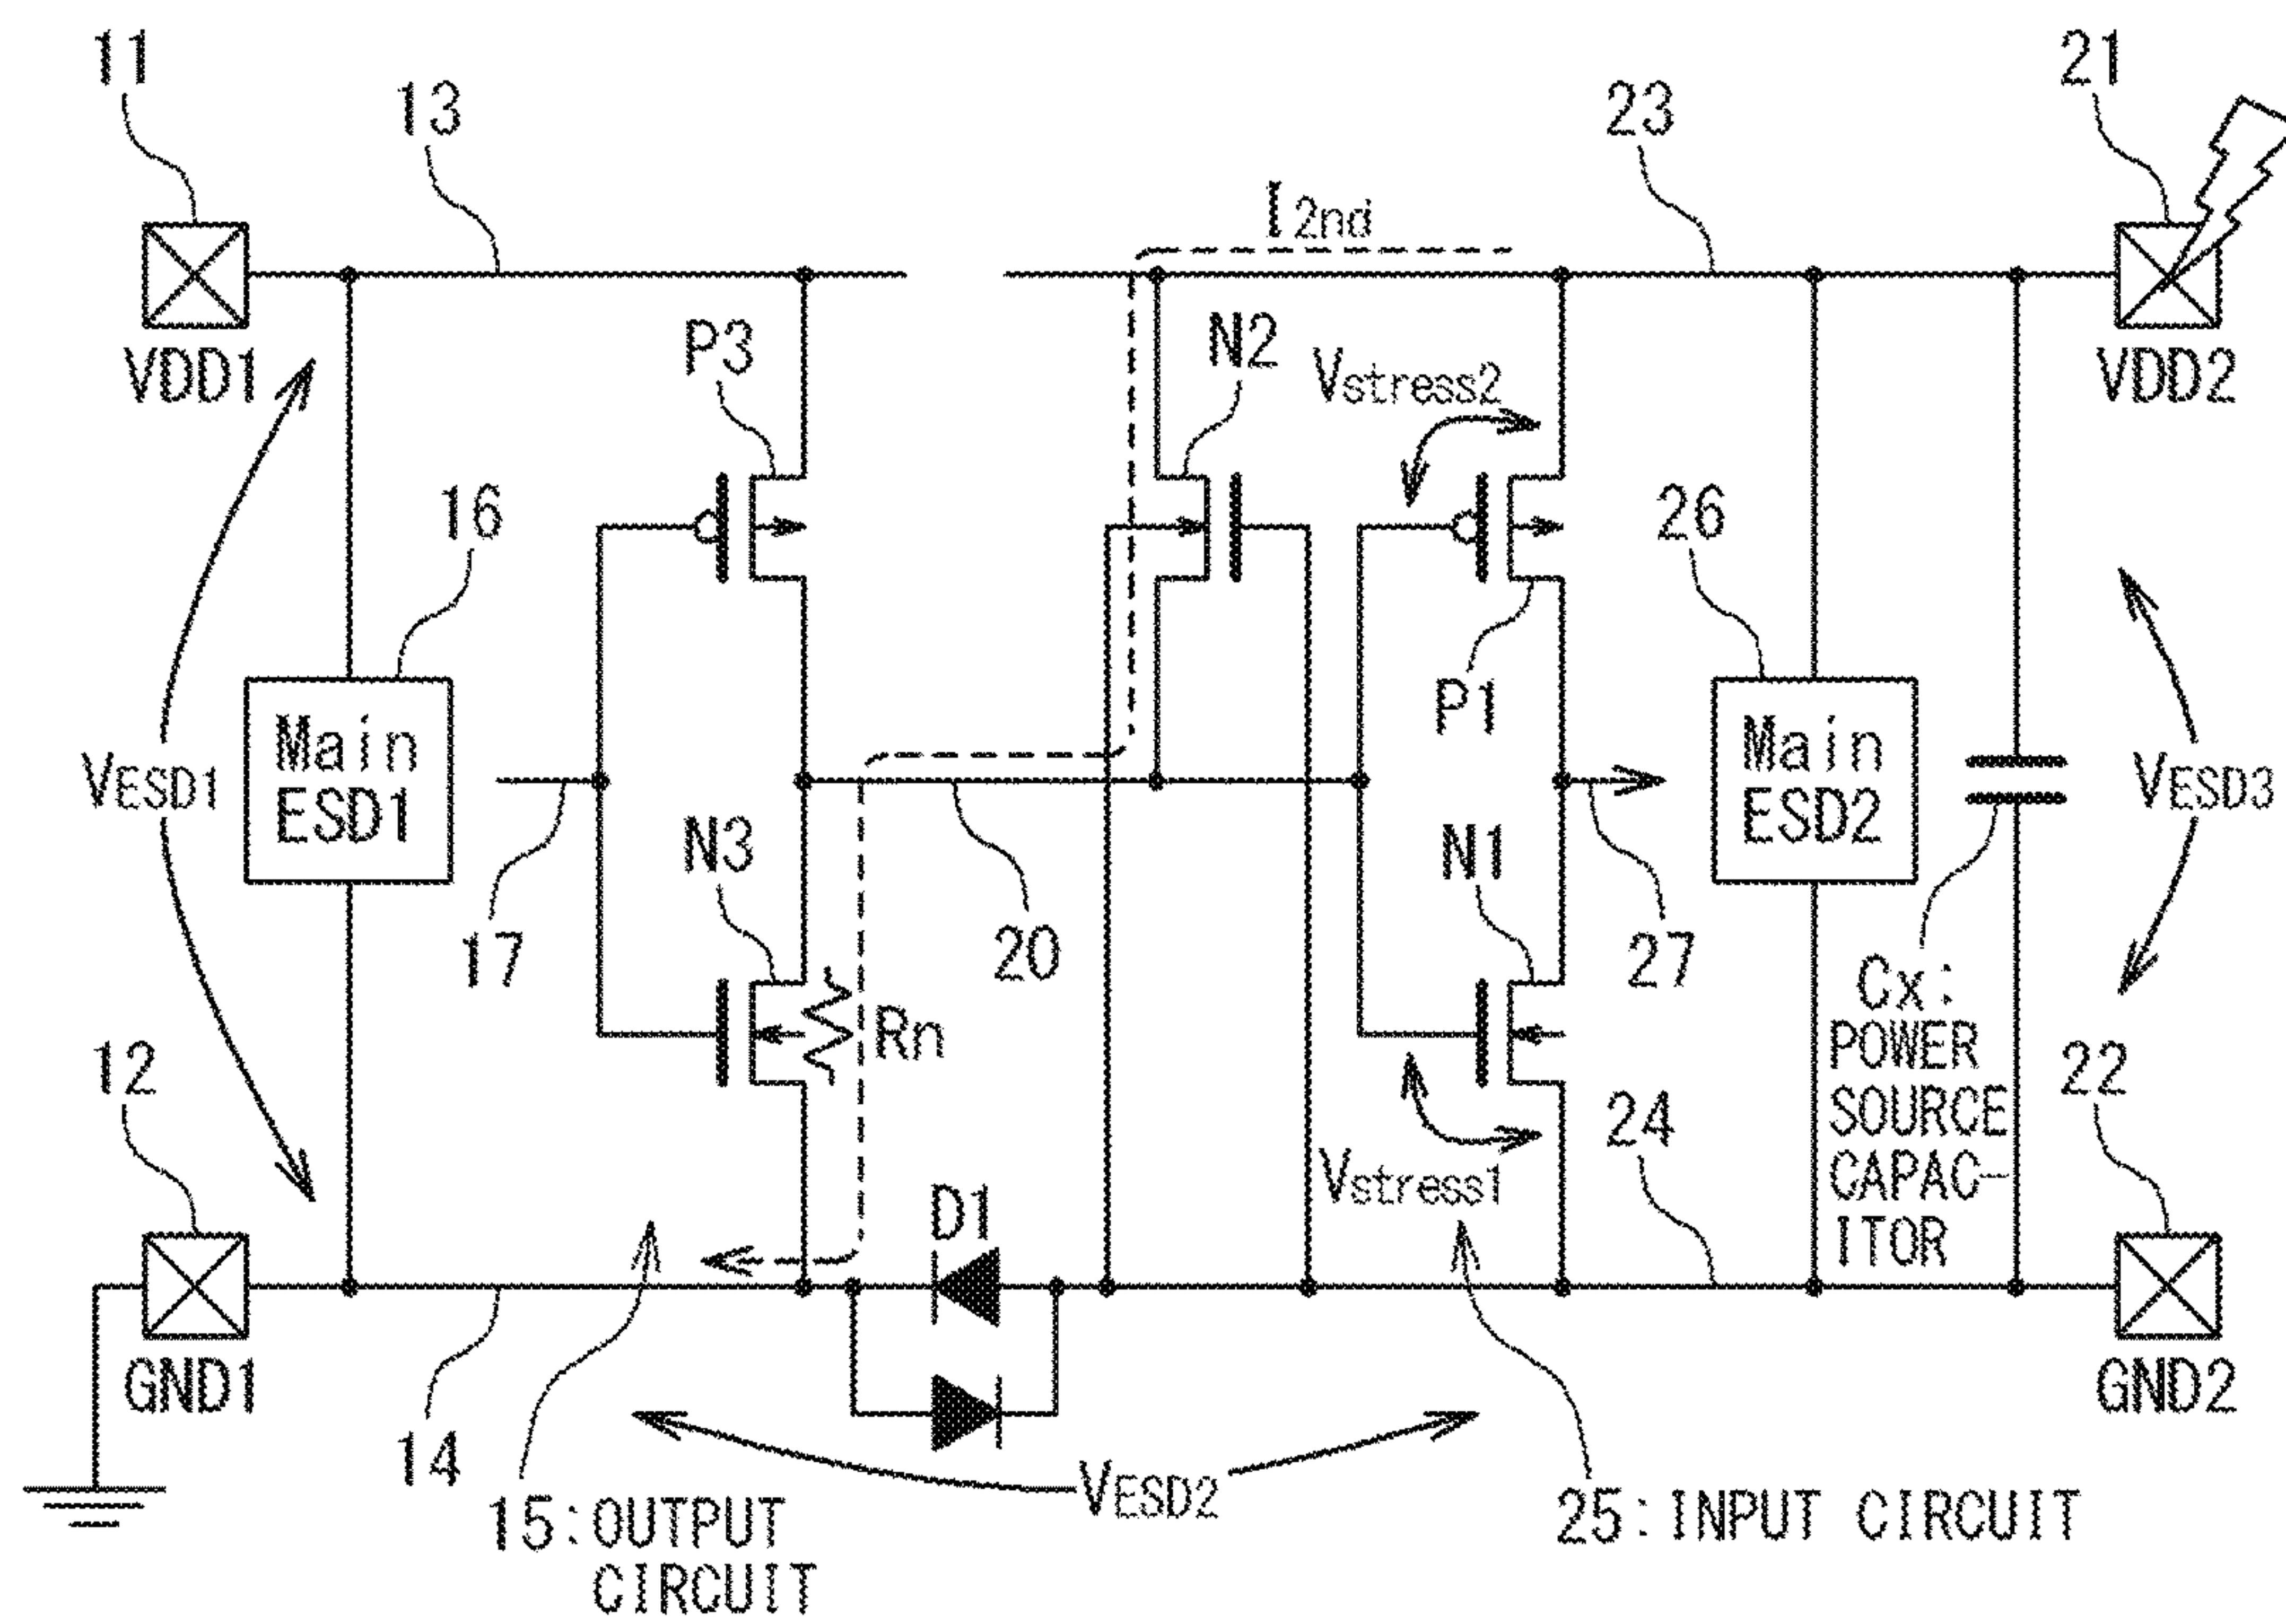 11
13
23
21
I2nd
VDD1
P3
N2
Vstress2
VDD2
16
26
Main
ESD1
P1
Main
ESD2
VESD1
VESD3
N3
N1
17
20
27
Cx:
POWER
SOURCE
CAPAC-
ITOR
Rn
12
22
24
Vstress1
D1
GND1
GND2
14
VESD2
15:OUTPUT
CIRCUIT
25:INPUT CIRCUIT